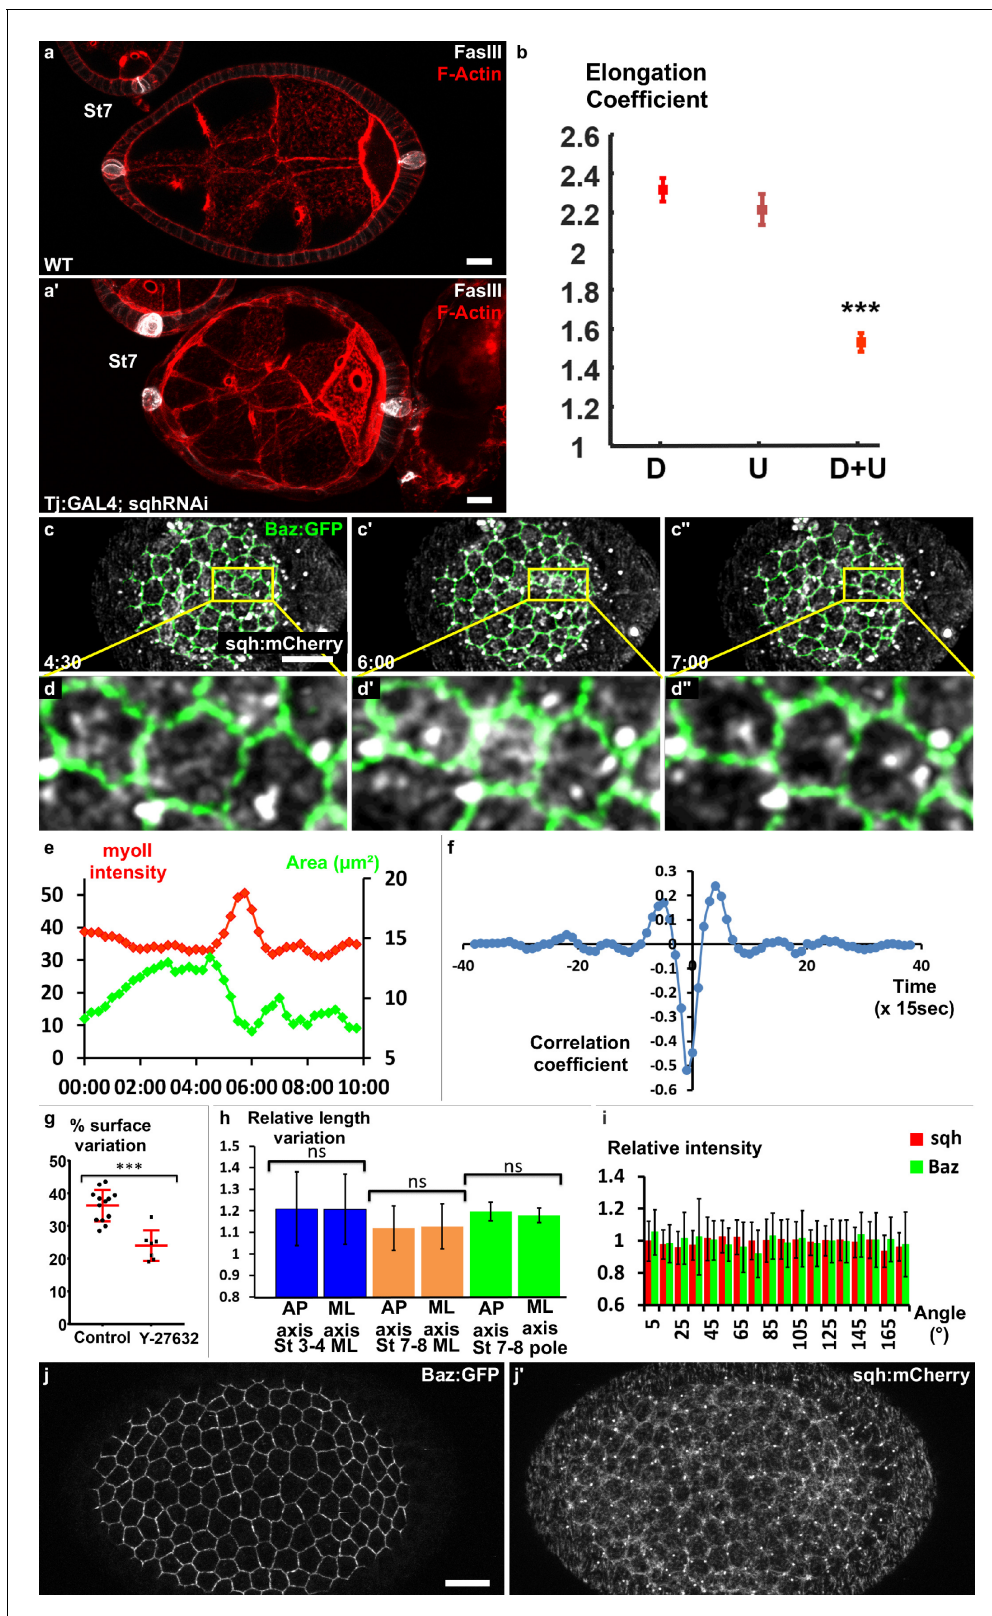 a
FasIII
F-Actin
St7
WT
a'
FasIII
F-Actin
St7
Tj:GAL4; sqhRNAi
b
Elongation
Coefficient
2.6
2.4
2.2
2
1.8
1.6
1.4
1.2
1
***
D
U
D+U
c
Baz:GFP
sqh:mCherry
4:30
c'
6:00
c''
7:00
d
d'
d''
e
myoII
intensity
Area (µm²)
50
40
30
20
10
0
20
15
10
5
00:00 02:00 04:00 06:00 08:00 10:00
f
0.3
0.2
0.1
0
-0.1
-0.2
-0.3
-0.4
-0.5
-0.6
-40
-20
0
20
40
Time
(x 15sec)
Correlation
coefficient
g
% surface
variation
***
50
40
30
20
10
0
Control
Y-27632
h
Relative length
variation
ns
ns
ns
1.5
1.4
1.3
1.2
1.1
1
0.9
0.8
AP
axis
ML
axis
AP
axis
ML
axis
AP
axis
ML
axis
St 3-4 ML
St 7-8 ML
St 7-8 pole
i
Relative intensity
sqh
Baz
1.4
1.2
1
0.8
0.6
5
25
45
65
85
105
125
145
165
Angle
(°)
j
Baz:GFP
j'
sqh:mCherry